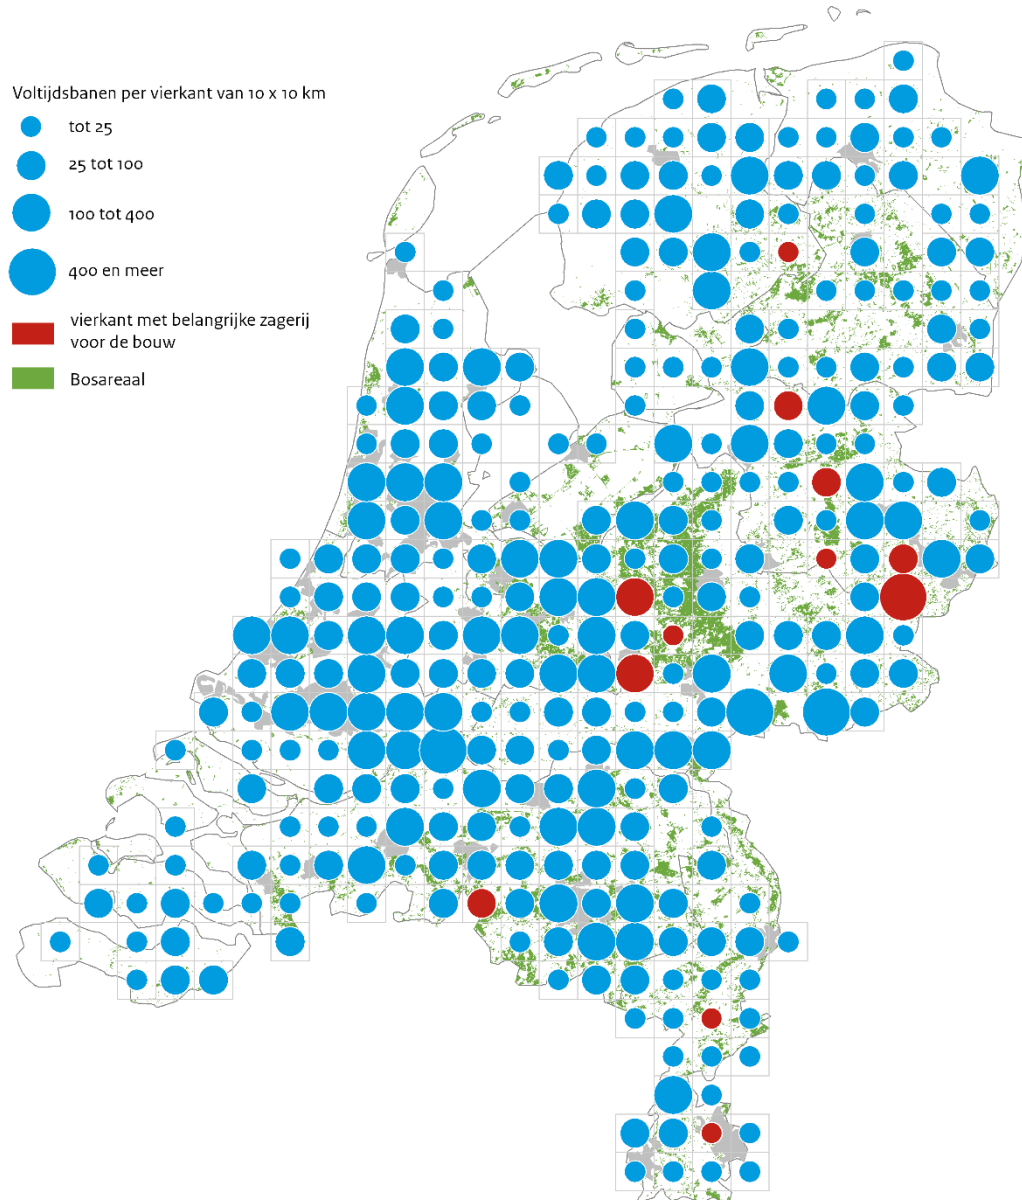 Voltijdsbanen per vierkant van 10 x 10 km
tot 25
25 tot 100
100 tot 400
400 en meer
vierkant met belangrijke zagerij
voor de bouw
Bosareaal